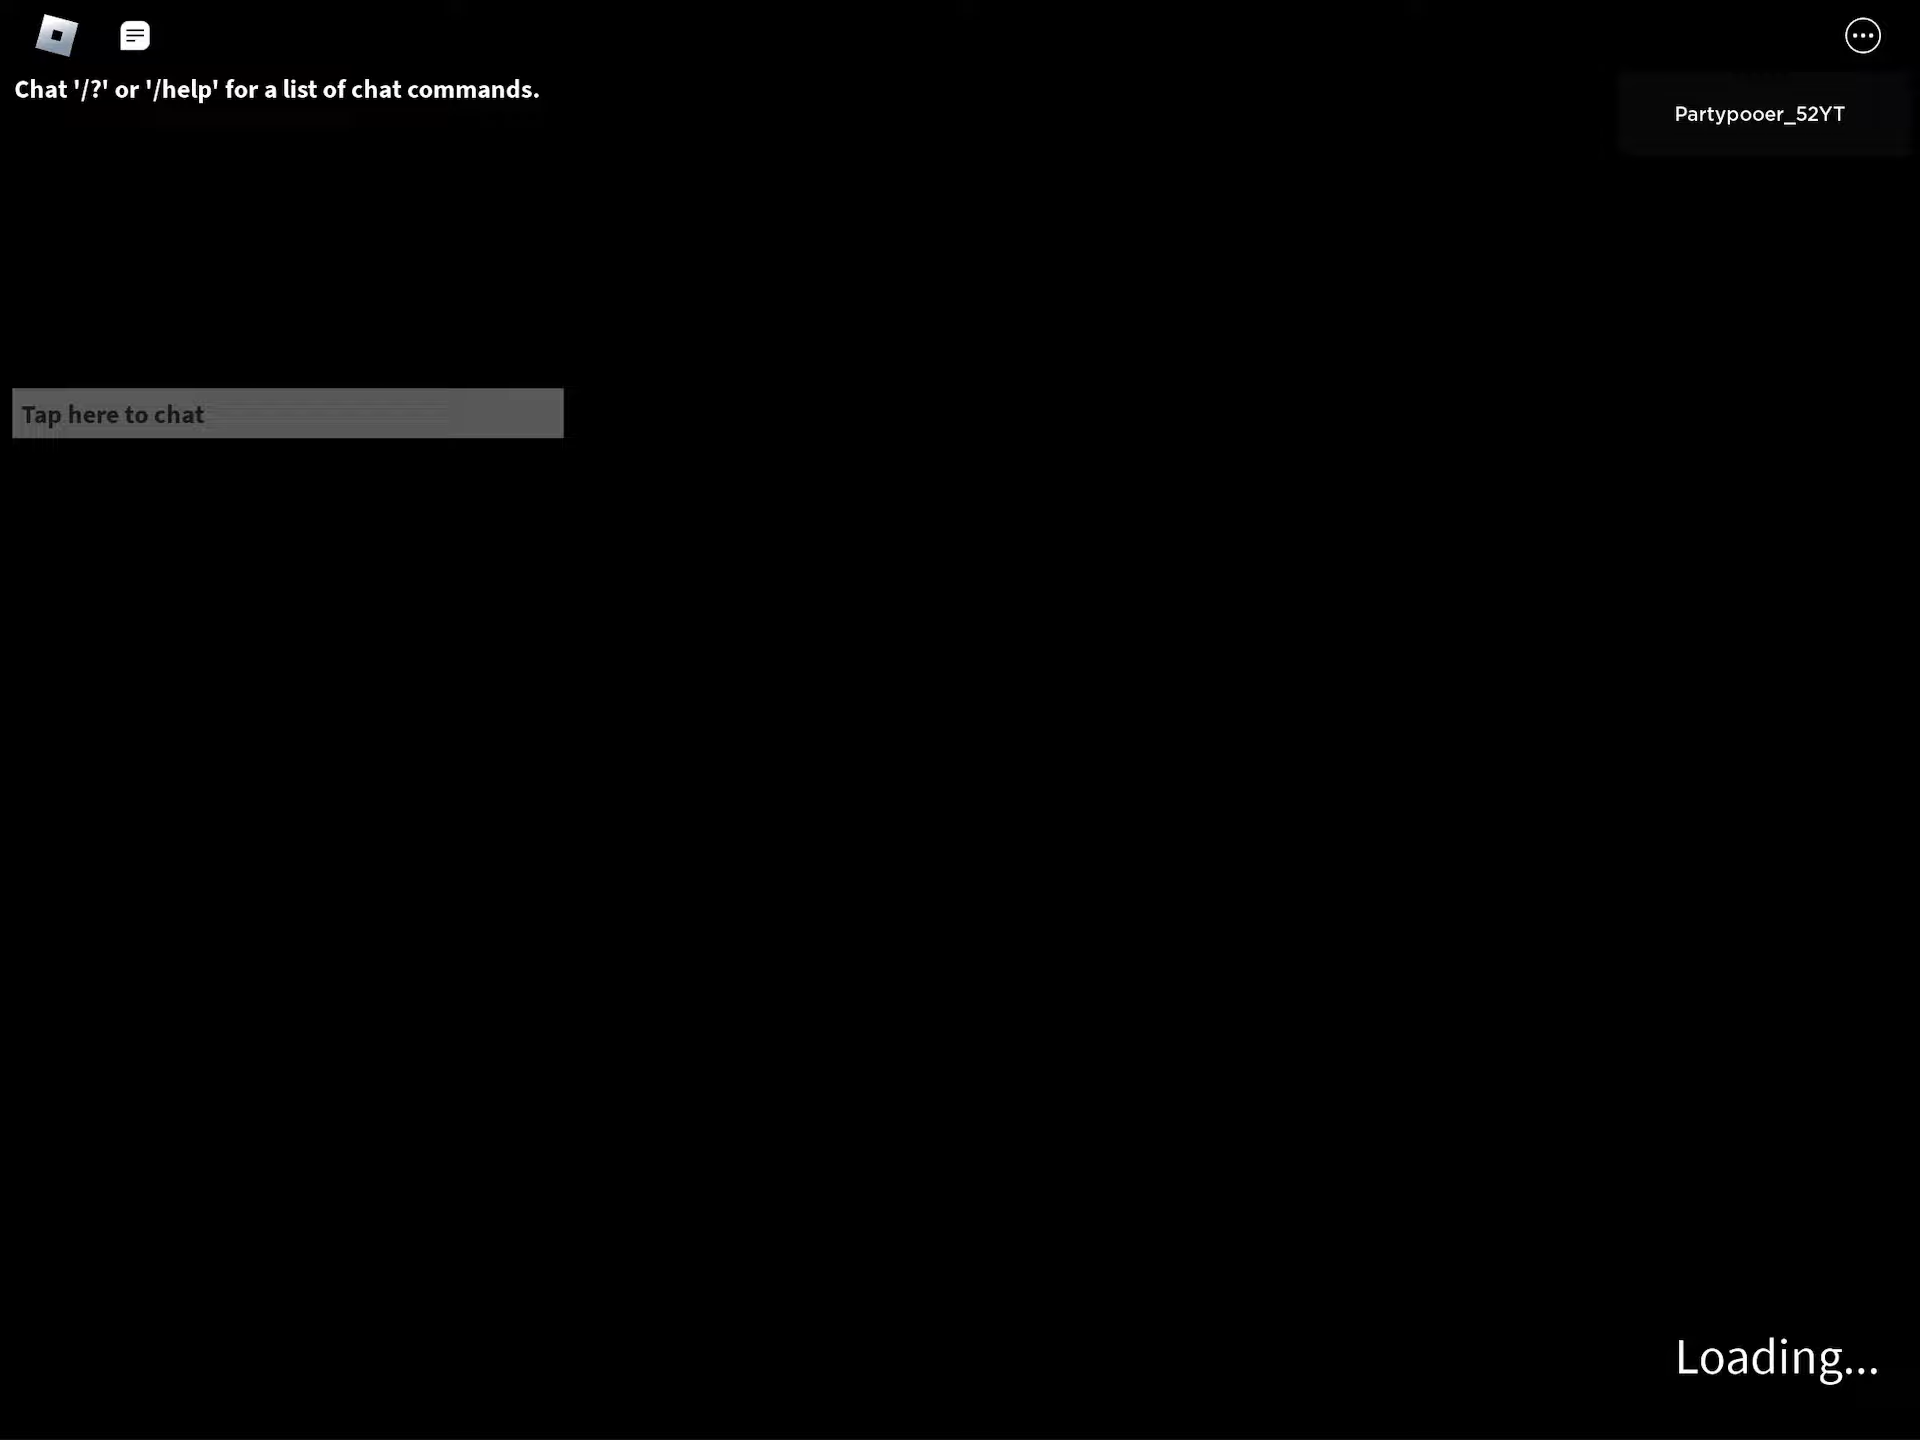 Chat '/?' or '/help' for a list of chat commands.
Partypooer_52YT
Tap here to chat
Loading...